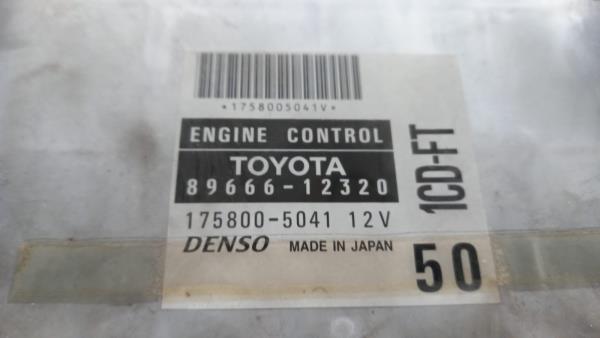 *1758005041V*
ENGINE CONTROL
TOYOTA
89666-12320
175800-5041 12V
DENSO MADE IN JAPAN
1CD-FT
50